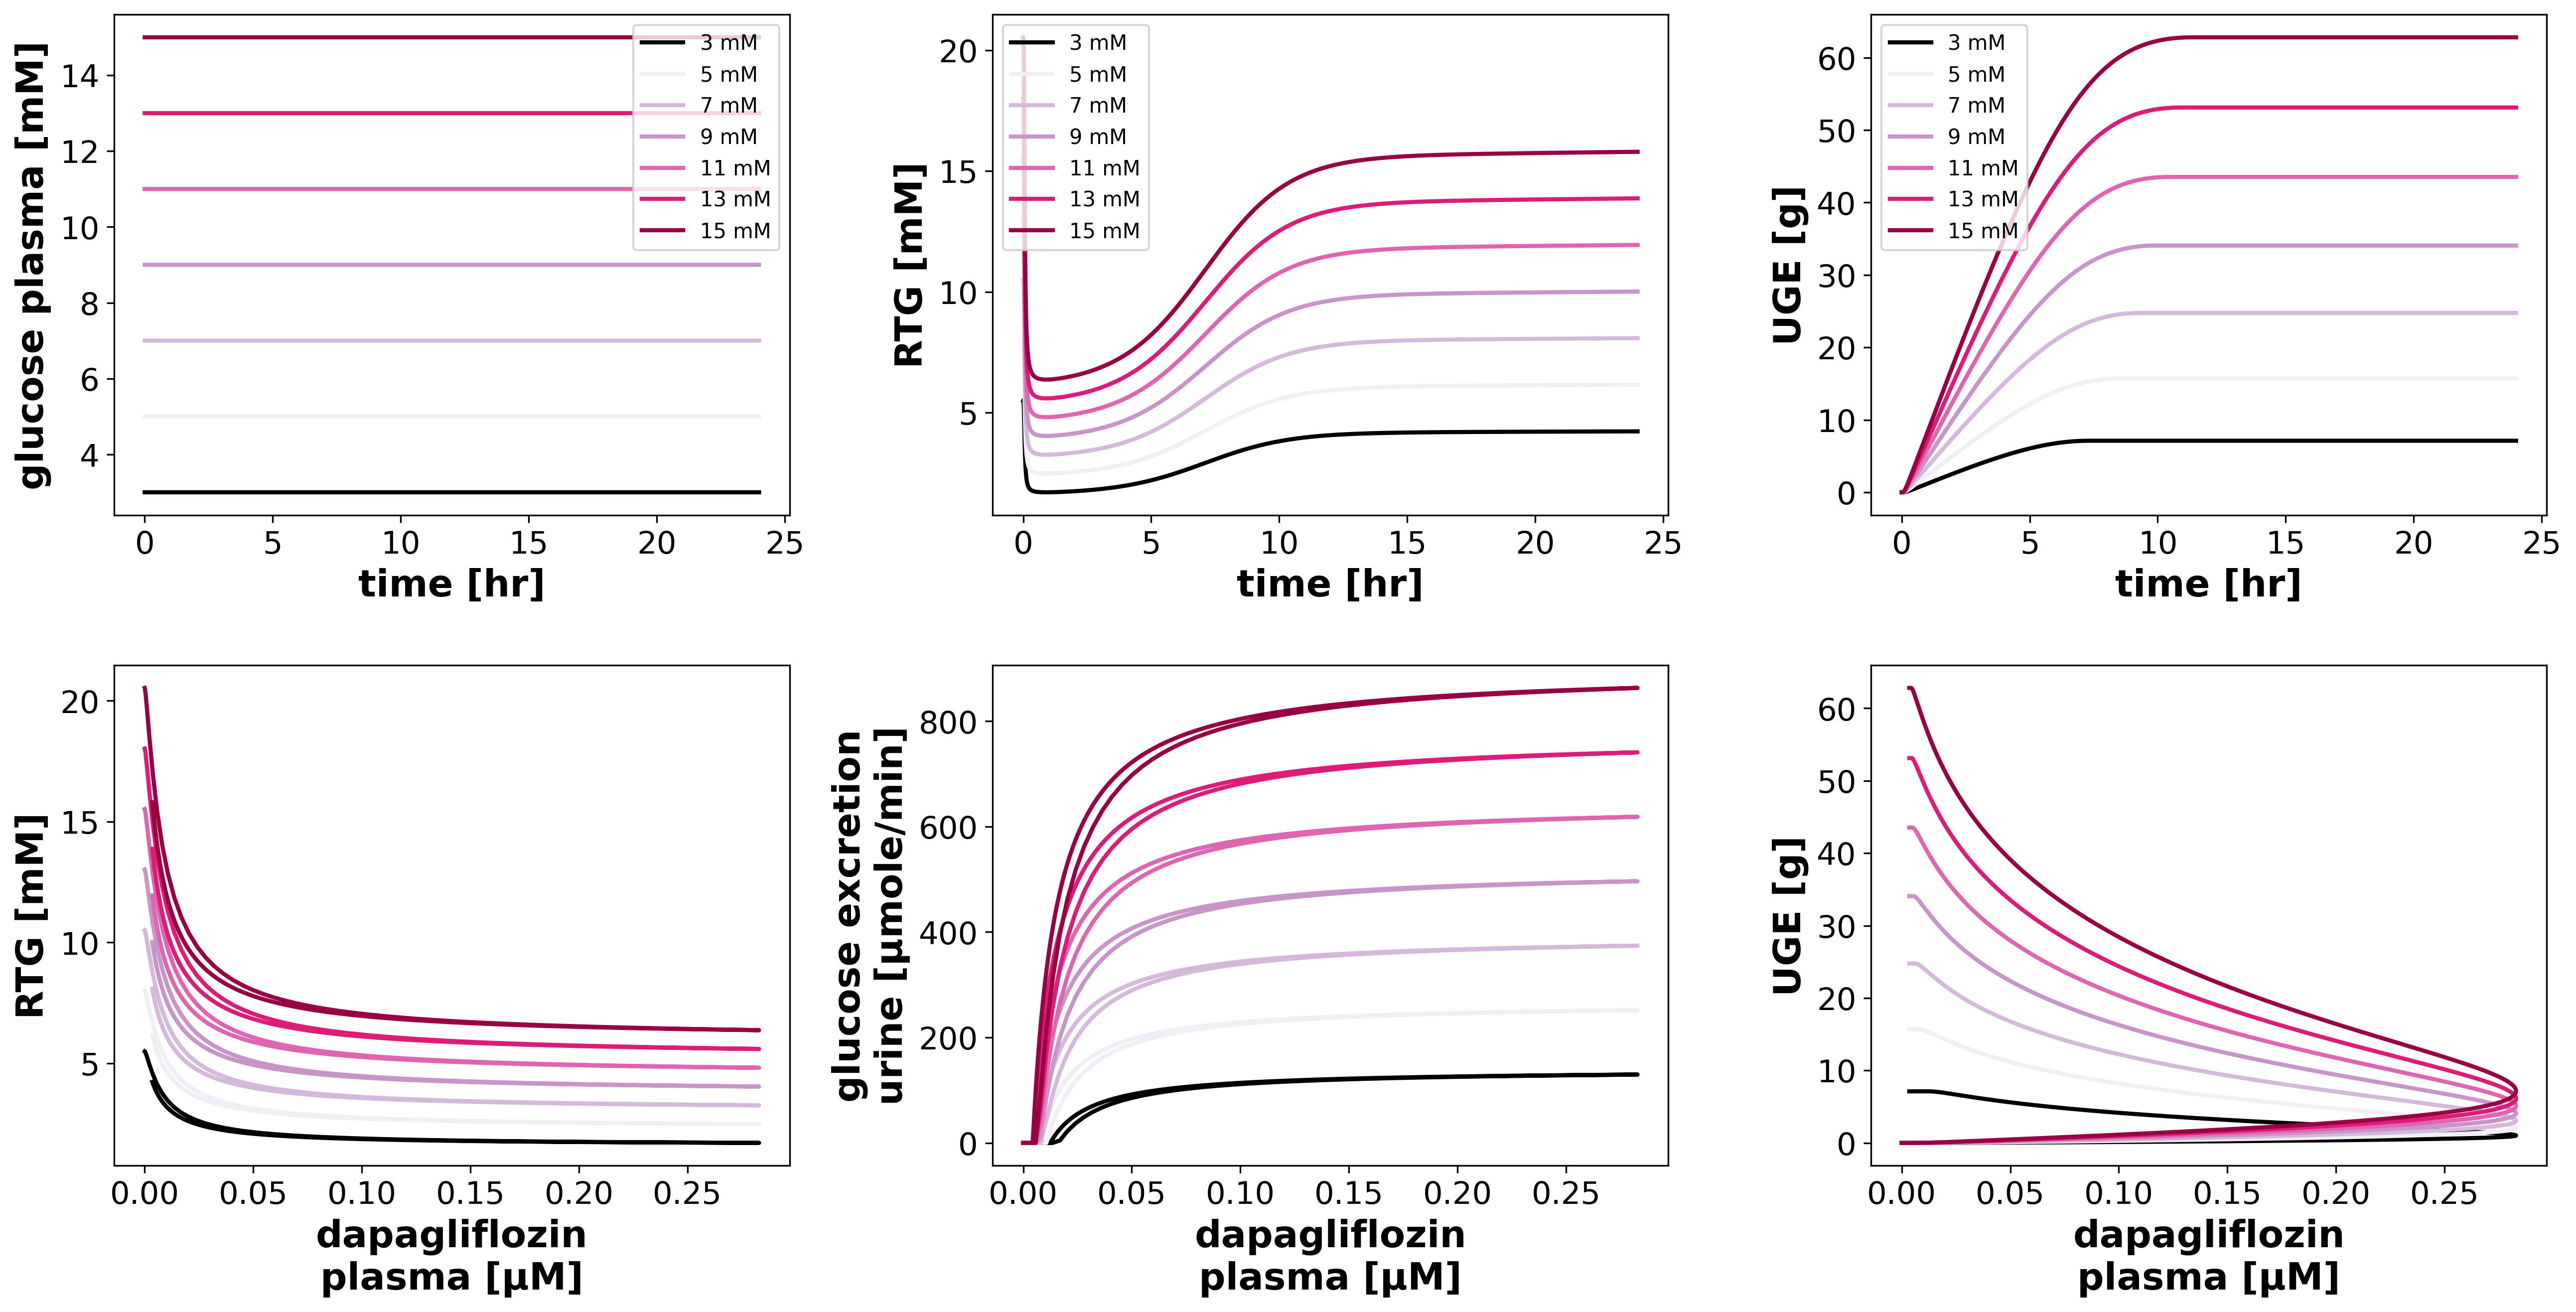 glucose plasma [mM]
14
12
10
8
6
4
0 5 10 15 20 25
time [hr]
3 mM
5 mM
7 mM
9 mM
11 mM
13 mM
15 mM
RTG [mM]
20
15
10
5
0 5 10 15 20 25
time [hr]
3 mM
5 mM
7 mM
9 mM
11 mM
13 mM
15 mM
UGE [g]
60
50
40
30
20
10
0
0 5 10 15 20 25
time [hr]
3 mM
5 mM
7 mM
9 mM
11 mM
13 mM
15 mM
RTG [mM]
20
15
10
5
0.00 0.05 0.10 0.15 0.20 0.25
dapagliflozin
plasma [µM]
glucose excretion
urine [µmole/min]
800
600
400
200
0
0.00 0.05 0.10 0.15 0.20 0.25
dapagliflozin
plasma [µM]
UGE [g]
60
50
40
30
20
10
0
0.00 0.05 0.10 0.15 0.20 0.25
dapagliflozin
plasma [µM]